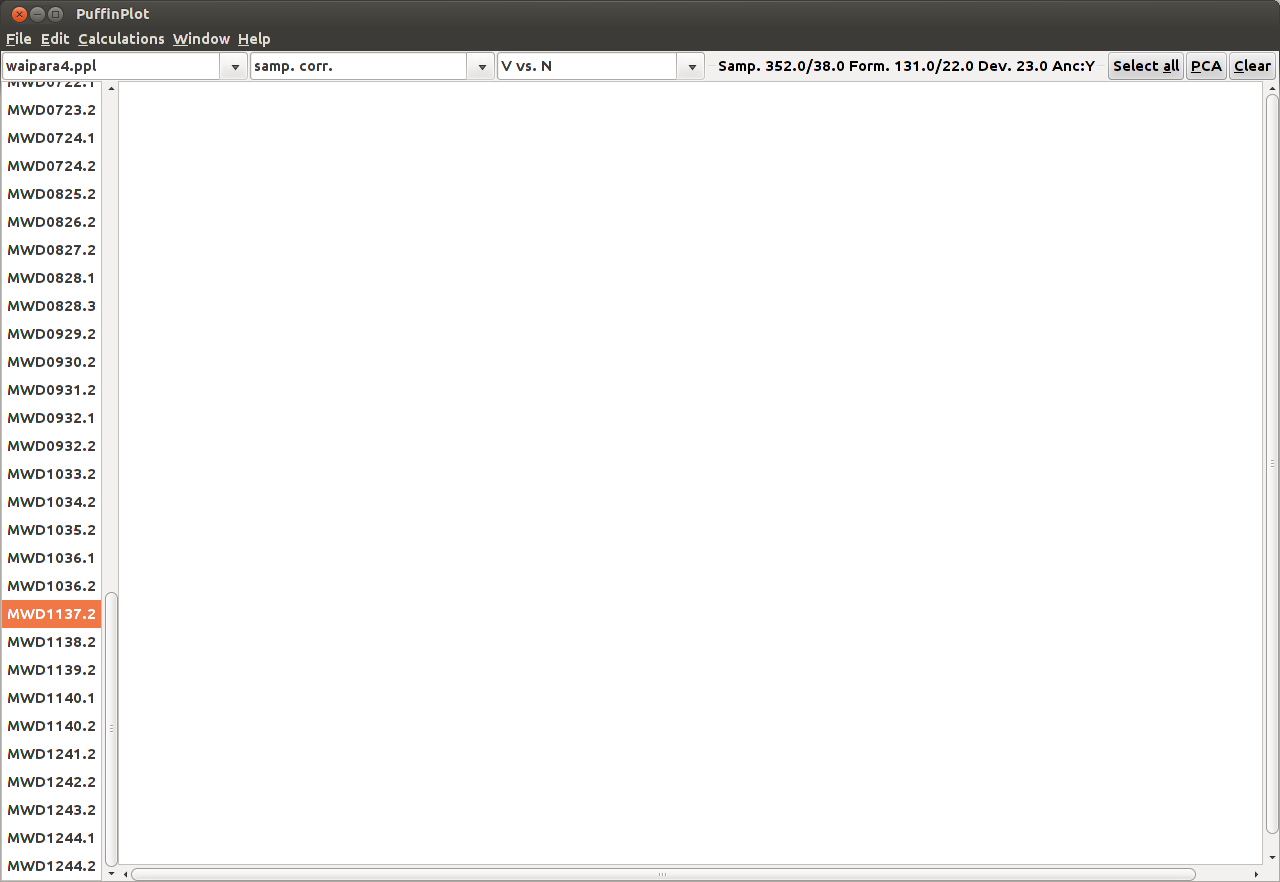 PuffinPlot
File Edit Calculations Window Help
waipara4.ppl samp. corr. V vs. N Samp. 352.0/38.0 Form. 131.0/22.0 Dev. 23.0 Anc:Y Select all PCA Clear
MWD0722.1
MWD0723.2
MWD0724.1
MWD0724.2
MWD0825.2
MWD0826.2
MWD0827.2
MWD0828.1
MWD0828.3
MWD0929.2
MWD0930.2
MWD0931.2
MWD0932.1
MWD0932.2
MWD1033.2
MWD1034.2
MWD1035.2
MWD1036.1
MWD1036.2
MWD1137.2
MWD1138.2
MWD1139.2
MWD1140.1
MWD1140.2
MWD1241.2
MWD1242.2
MWD1243.2
MWD1244.1
MWD1244.2